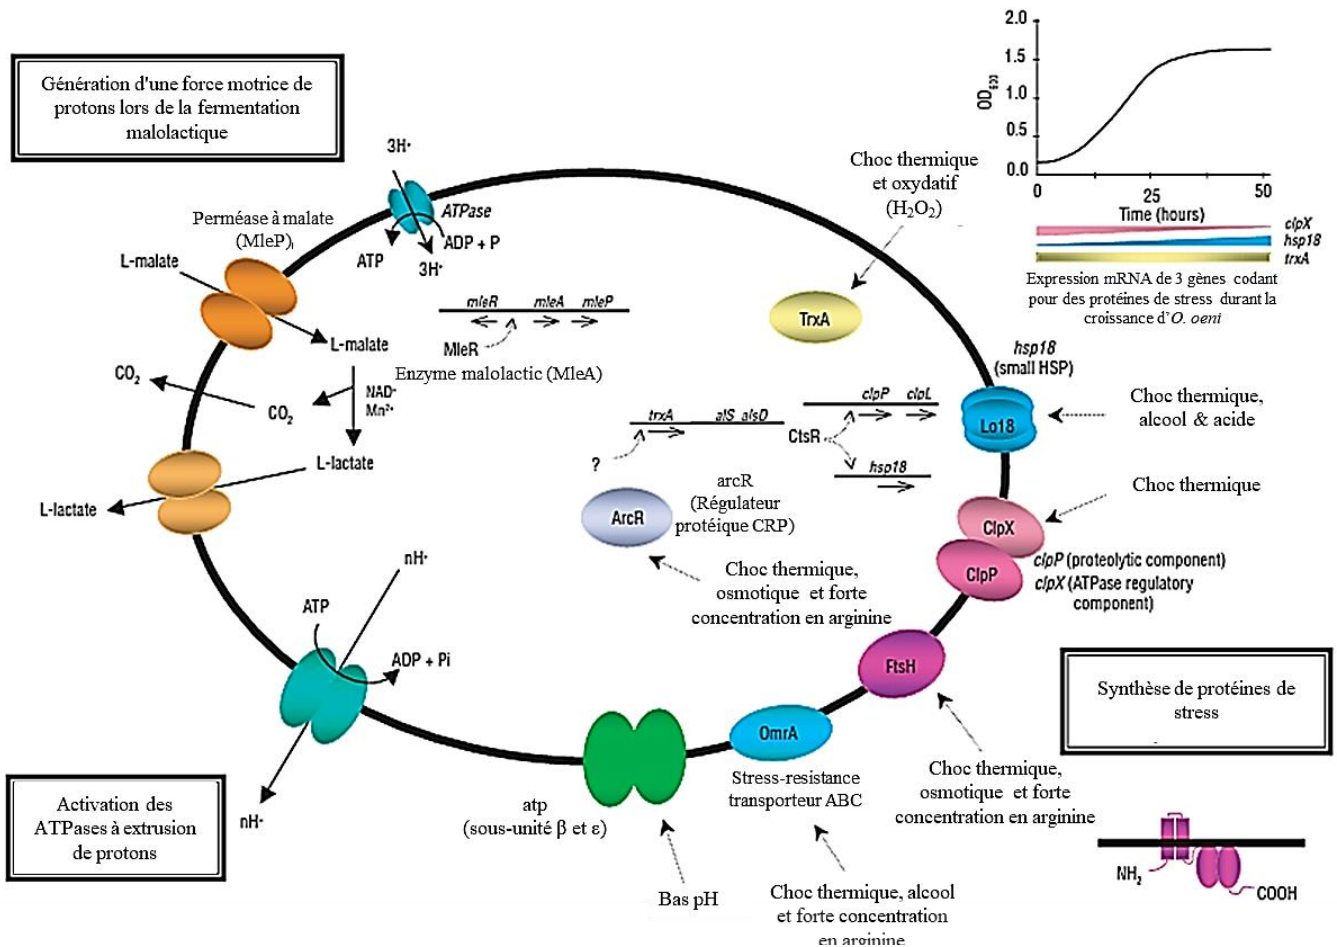 Génération d'une force motrice de
protons lors de la fermentation
malolactique
3H+
ATPase
ADP + P
ATP
3H+
Perméase à malate
(MleP)
L-malate
L-malate
CO2
CO2
NAD+
Mn2+
L-lactate
L-lactate
mleR mleA mleP
MleR
Enzyme malolactic (MleA)
2.0
1.5
1.0
0.5
0.0
OD600
0 25 50
Time (hours)
clpX
hsp18
trxA
Expression mRNA de 3 gènes codant
pour des protéines de stress durant la
croissance d'O. oeni
Choc thermique
et oxydatif
(H2O2)
TrxA
hsp18
(small HSP)
Lo18
Choc thermique,
alcool & acide
clpP clpL
trxA alS alsD
CtsR
?
hsp18
Choc thermique
ClpX
ClpP
clpP (proteolytic component)
clpX (ATPase regulatory
component)
ArcR
arcR
(Régulateur
protéique CRP)
Choc thermique,
osmotique et forte
concentration en arginine
nH+
ATP
ADP + Pi
nH+
Activation des
ATPases à extrusion
de protons
atp
(sous-unité β et ε)
Bas pH
OmrA
Stress-resistance
transporteur ABC
Choc thermique, alcool
et forte concentration
en arginine
FtsH
Choc thermique,
osmotique et forte
concentration en arginine
Synthèse de protéines de
stress
NH2
COOH